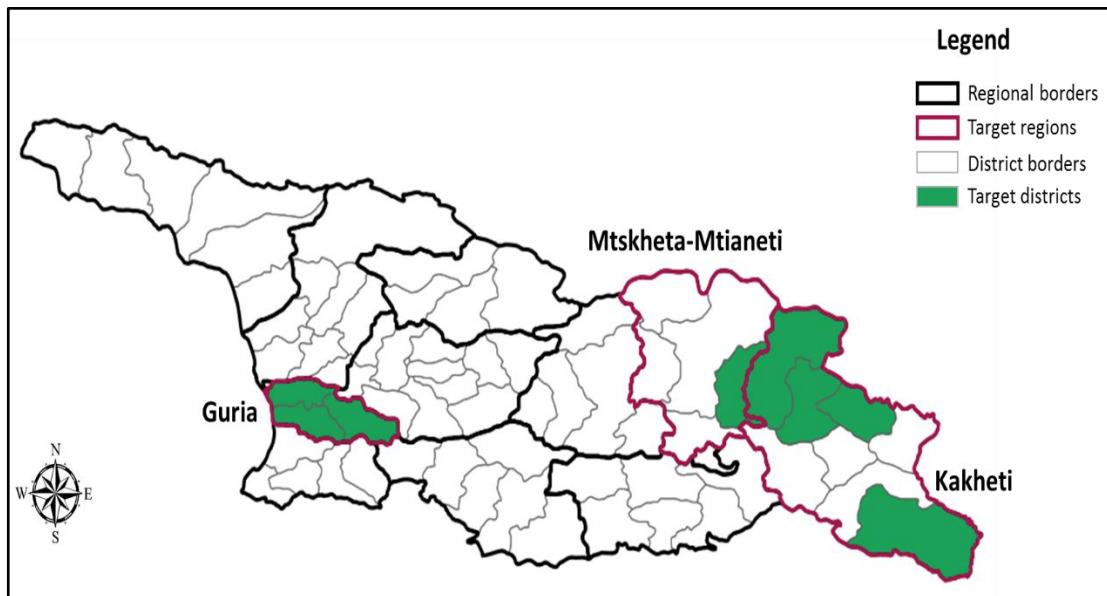 Legend
Regional borders
Target regions
District borders
Target districts
Mtskheta-Mtianeti
Guria
Kakheti
N
W E
S